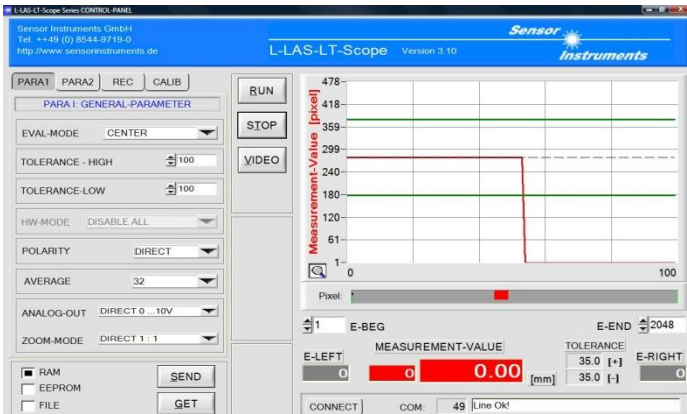 L-LAS-LT-Scope Series CONTROL-PANEL
Sensor Instruments GmbH
Tel. ++49 (0) 8544-9719-0
http://www.sensorinstruments.de
L-LAS-LT-Scope Version 3.10
Sensor
Instruments
PARA1 PARA2 REC CALIB
PARA I: GENERAL-PARAMETER
EVAL-MODE CENTER
TOLERANCE - HIGH 100
TOLERANCE-LOW 100
HW-MODE DISABLE ALL
POLARITY DIRECT
AVERAGE 32
ANALOG-OUT DIRECT 0 ...10V
ZOOM-MODE DIRECT 1 : 1
RAM
EEPROM
FILE
SEND
GET
RUN
STOP
VIDEO
Measurement-Value [pixel]
478
418
359
299
240
180
120
61
1
0 100
Pixel:
1 E-BEG E-END 2048
MEASUREMENT-VALUE TOLERANCE
E-LEFT E-RIGHT
0 0 0.00 [mm] 0
35.0 [+]
35.0 [-]
CONNECT COM: 49 Line Ok!